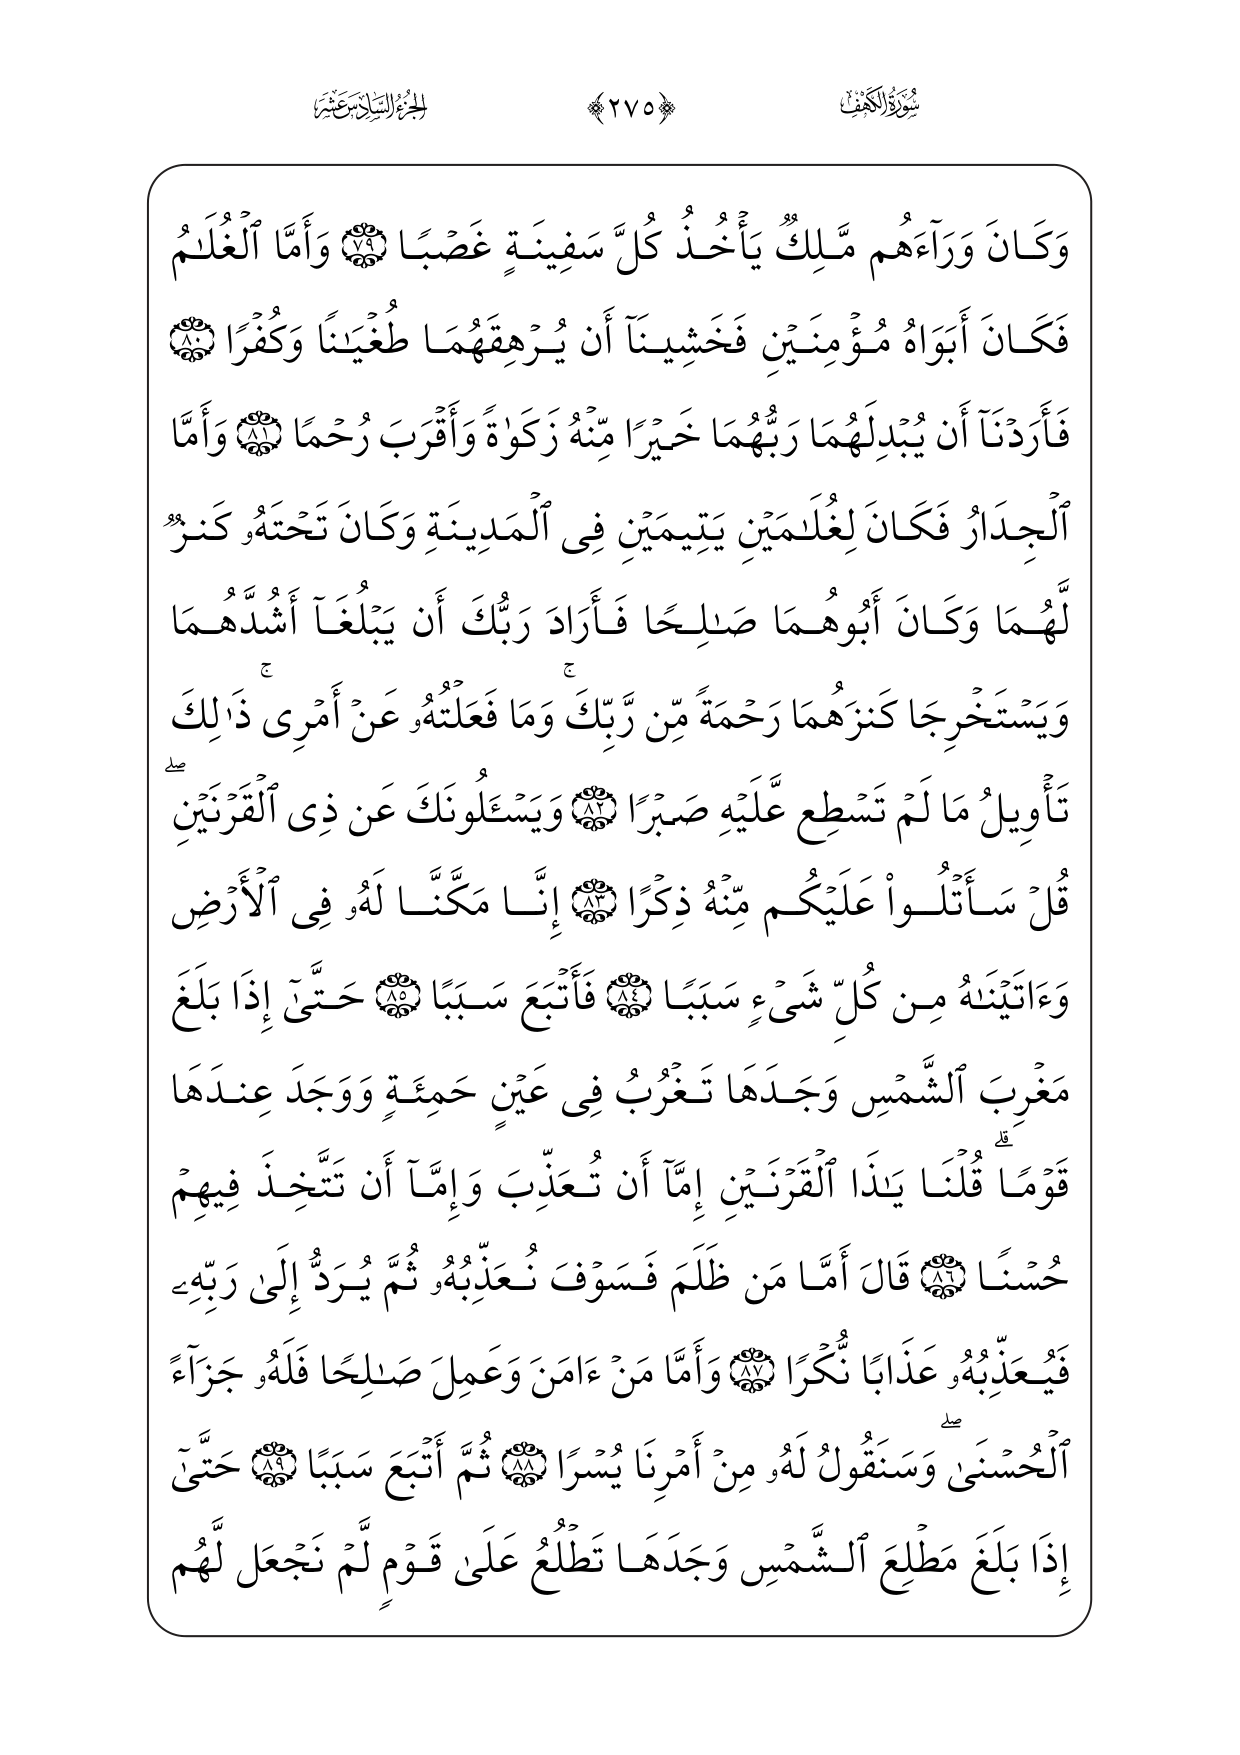 سُورَةُ الكَهْفِ ﴿٢٧٥﴾ الجُزْءُ السَّادِسَ عَشَرَ
وَكَانَ وَرَآءَهُم مَّلِكٌ يَأۡخُذُ كُلَّ سَفِينَةٍ غَصۡبًا ٧٩ وَأَمَّا ٱلۡغُلَٰمُ
فَكَانَ أَبَوَاهُ مُؤۡمِنَيۡنِ فَخَشِينَآ أَن يُرۡهِقَهُمَا طُغۡيَٰنًا وَكُفۡرًا ٨٠
فَأَرَدۡنَآ أَن يُبۡدِلَهُمَا رَبُّهُمَا خَيۡرًا مِّنۡهُ زَكَوٰةً وَأَقۡرَبَ رُحۡمًا ٨١ وَأَمَّا
ٱلۡجِدَارُ فَكَانَ لِغُلَٰمَيۡنِ يَتِيمَيۡنِ فِى ٱلۡمَدِينَةِ وَكَانَ تَحۡتَهُۥ كَنزٌ
لَّهُمَا وَكَانَ أَبُوهُمَا صَٰلِحًا فَأَرَادَ رَبُّكَ أَن يَبۡلُغَآ أَشُدَّهُمَا
وَيَسۡتَخۡرِجَا كَنزَهُمَا رَحۡمَةً مِّن رَّبِّكَۚ وَمَا فَعَلۡتُهُۥ عَنۡ أَمۡرِىۚ ذَٰلِكَ
تَأۡوِيلُ مَا لَمۡ تَسۡطِع عَّلَيۡهِ صَبۡرًا ٨٢ وَيَسۡـَٔلُونَكَ عَن ذِى ٱلۡقَرۡنَيۡنِۖ
قُلۡ سَأَتۡلُواْ عَلَيۡكُم مِّنۡهُ ذِكۡرًا ٨٣ إِنَّا مَكَّنَّا لَهُۥ فِى ٱلۡأَرۡضِ
وَءَاتَيۡنَٰهُ مِن كُلِّ شَىۡءٍ سَبَبًا ٨٤ فَأَتۡبَعَ سَبَبًا ٨٥ حَتَّىٰٓ إِذَا بَلَغَ
مَغۡرِبَ ٱلشَّمۡسِ وَجَدَهَا تَغۡرُبُ فِى عَيۡنٍ حَمِئَةٍ وَوَجَدَ عِندَهَا
قَوۡمًاۗ قُلۡنَا يَٰذَا ٱلۡقَرۡنَيۡنِ إِمَّآ أَن تُعَذِّبَ وَإِمَّآ أَن تَتَّخِذَ فِيهِمۡ
حُسۡنًا ٨٦ قَالَ أَمَّا مَن ظَلَمَ فَسَوۡفَ نُعَذِّبُهُۥ ثُمَّ يُرَدُّ إِلَىٰ رَبِّهِۦ
فَيُعَذِّبُهُۥ عَذَابًا نُّكۡرًا ٨٧ وَأَمَّا مَنۡ ءَامَنَ وَعَمِلَ صَٰلِحًا فَلَهُۥ جَزَآءً
ٱلۡحُسۡنَىٰۖ وَسَنَقُولُ لَهُۥ مِنۡ أَمۡرِنَا يُسۡرًا ٨٨ ثُمَّ أَتۡبَعَ سَبَبًا ٨٩ حَتَّىٰٓ
إِذَا بَلَغَ مَطۡلِعَ ٱلشَّمۡسِ وَجَدَهَا تَطۡلُعُ عَلَىٰ قَوۡمٍ لَّمۡ نَجۡعَل لَّهُم